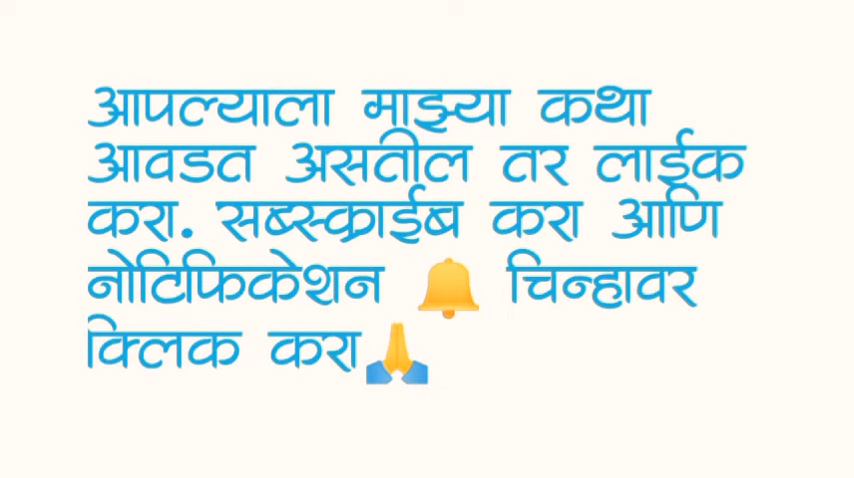 आपल्याला माझ्या कथा
आवडत असतील तर लाईक
करा. सब्स्क्राईब करा आणि
नोटिफिकेशन 🔔 चिन्हावर
क्लिक करा🙏